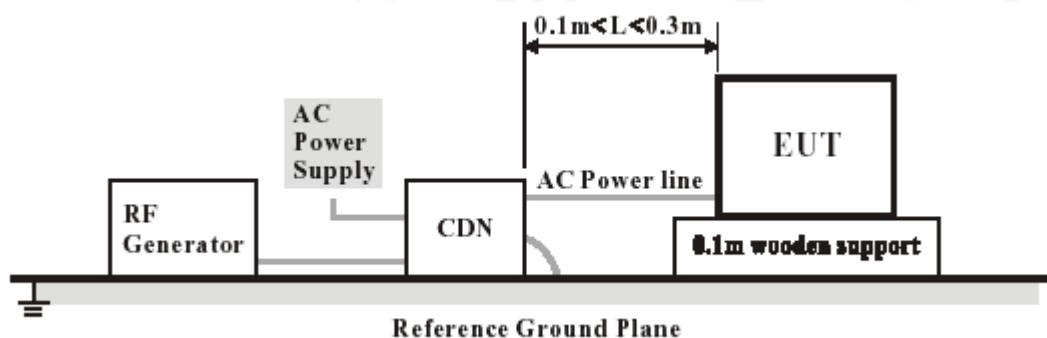 0.1m<L<0.3m
AC
Power
Supply
EUT
AC Power line
RF
Generator
CDN
0.1m wooden support
Reference Ground Plane